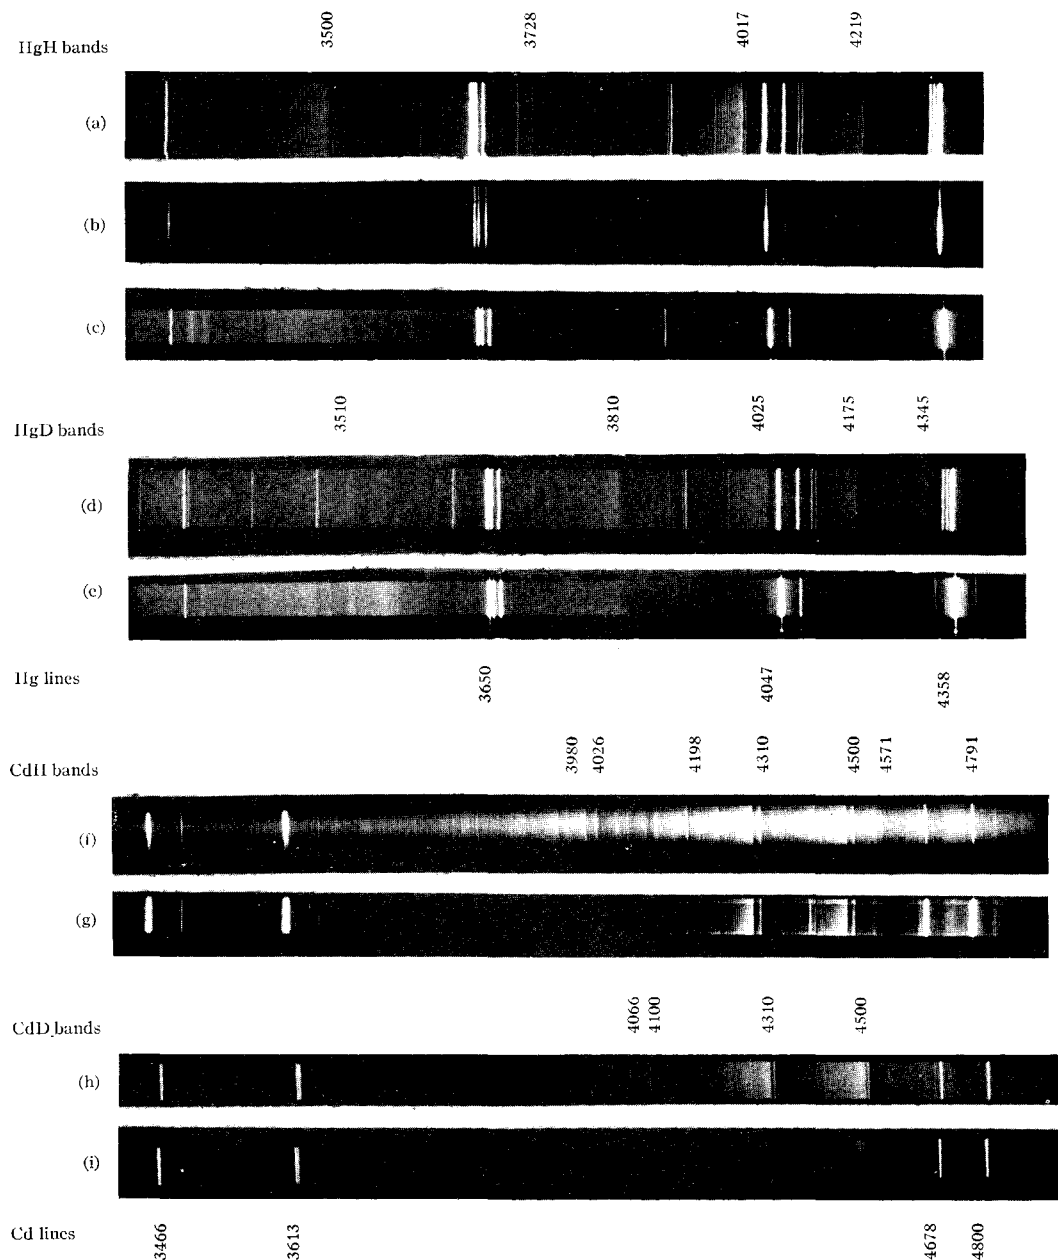 3500 3728 4017 4219
HgH bands
(a)
(b)
(c)
3510 3810 4025 4175 4345
HgD bands
(d)
(e)
Hg lines
3650 4047 4358
3980 4026 4198 4310 4500 4571 4791
CdH bands
(f)
(g)
4066 4100 4310 4500
CdD bands
(h)
(i)
Cd lines
3466 3613 4678 4800